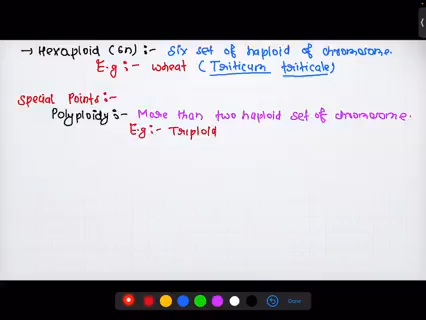 → Hexaploid (6n) :- Six set of haploid of chromosome.
E.g :- Wheat (Triticum triticale)
Special Points :-
Polyploidy :- More than two haploid set of chromosome.
E.g :- Triploid
Done